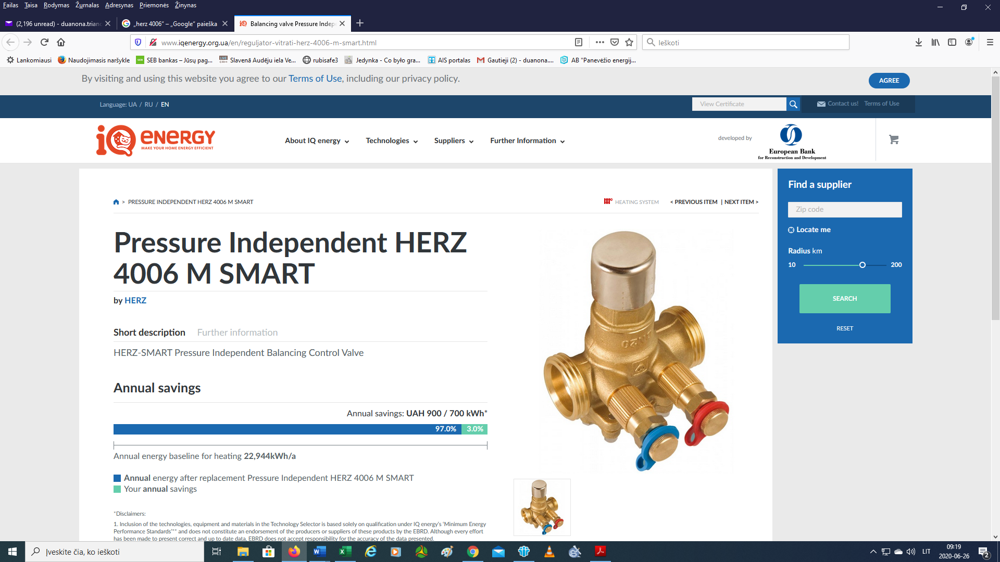 Failas Taisa Rodymas Žurnalas Adresynas Priemonės Žinynas
(2,196 unread) - duanona.trian
„herz 4006“ – „Google“ paieška
Balancing valve Pressure Indep
www.iqenergy.org.ua/en/reguljator-vitrati-herz-4006-m-smart.html
Ieškoti
Lankomiausi
Naudojimasis naršykle
SEB bankas – Jūsų pag...
Slavenā Audēju iela Ve...
rubisafe3
Jedynka - Co było gra...
AIS portalas
Gautieji (2) - duanona....
AB "Panevėžio energij...
By visiting and using this website you agree to our Terms of Use, including our privacy policy.
AGREE
Language: UA / RU / EN
View Certificate
Contact us! Terms of Use
iQ ENERGY
MAKE YOUR HOME ENERGY EFFICIENT
About IQ energy
Technologies
Suppliers
Further Information
developed by
European Bank
for Reconstruction and Development
> PRESSURE INDEPENDENT HERZ 4006 M SMART
HEATING SYSTEM
< PREVIOUS ITEM | NEXT ITEM >
Pressure Independent HERZ
4006 M SMART
by HERZ
Short description Further information
HERZ-SMART Pressure Independent Balancing Control Valve
Annual savings
Annual savings: UAH 900 / 700 kWh*
97.0% 3.0%
Annual energy baseline for heating 22,944kWh/a
Annual energy after replacement Pressure Independent HERZ 4006 M SMART
Your annual savings
*Disclaimers:
1. Inclusion of the technologies, equipment and materials in the Technology Selector is based solely on qualification under IQ energy's 'Minimum Energy
Performance Standards'** and does not constitute an endorsement of the producers or suppliers of these products by the EBRD. Although every effort
has been made to present correct and up to date data, EBRD does not accept responsibility for the accuracy of the data presented.
Find a supplier
Zip code
Locate me
Radius km
10 200
SEARCH
RESET
Įveskite čia, ko ieškoti
LIT
09:19
2020-06-26
2